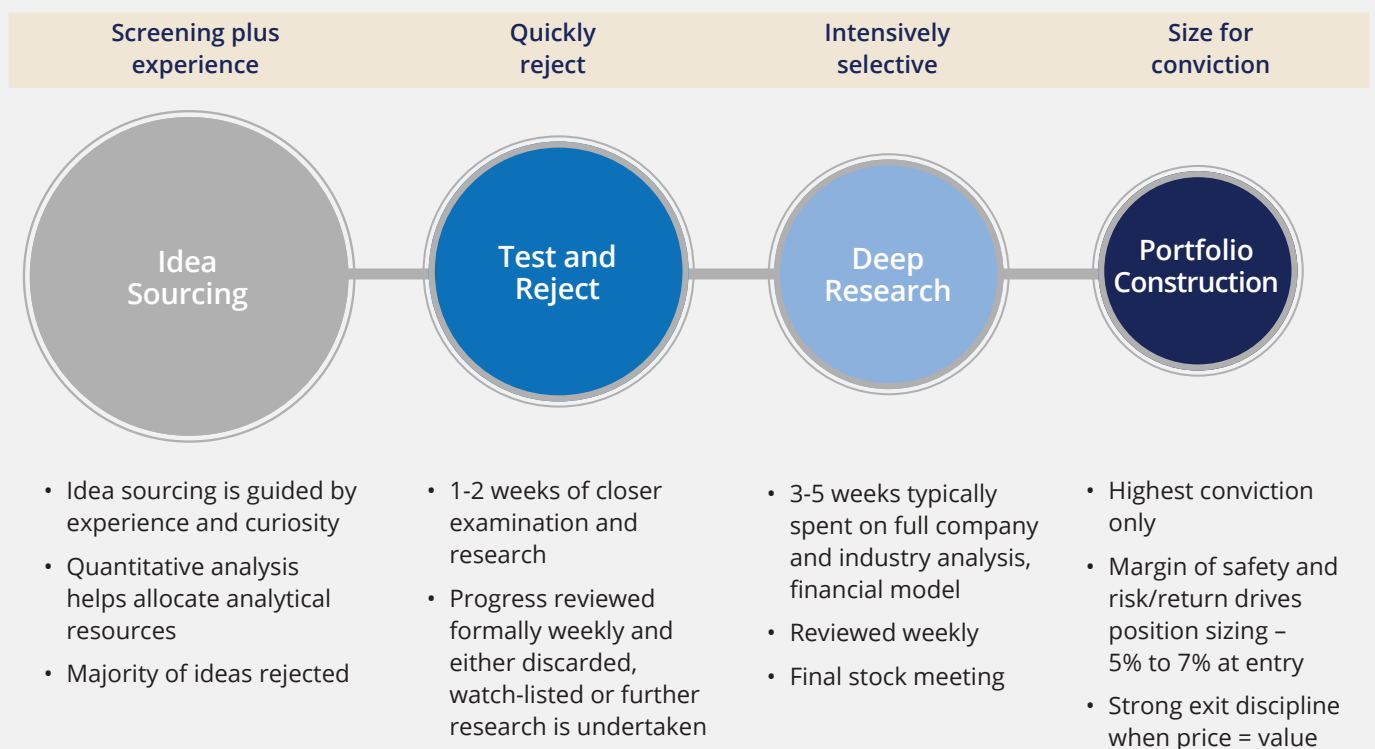 Screening plus
experience
Quickly
reject
Intensively
selective
Size for
conviction
Idea
Sourcing
Test and
Reject
Deep
Research
Portfolio
Construction
• Idea sourcing is guided by
experience and curiosity
• Quantitative analysis
helps allocate analytical
resources
• Majority of ideas rejected
• 1-2 weeks of closer
examination and
research
• Progress reviewed
formally weekly and
either discarded,
watch-listed or further
research is undertaken
• 3-5 weeks typically
spent on full company
and industry analysis,
financial model
• Reviewed weekly
• Final stock meeting
• Highest conviction
only
• Margin of safety and
risk/return drives
position sizing –
5% to 7% at entry
• Strong exit discipline
when price = value